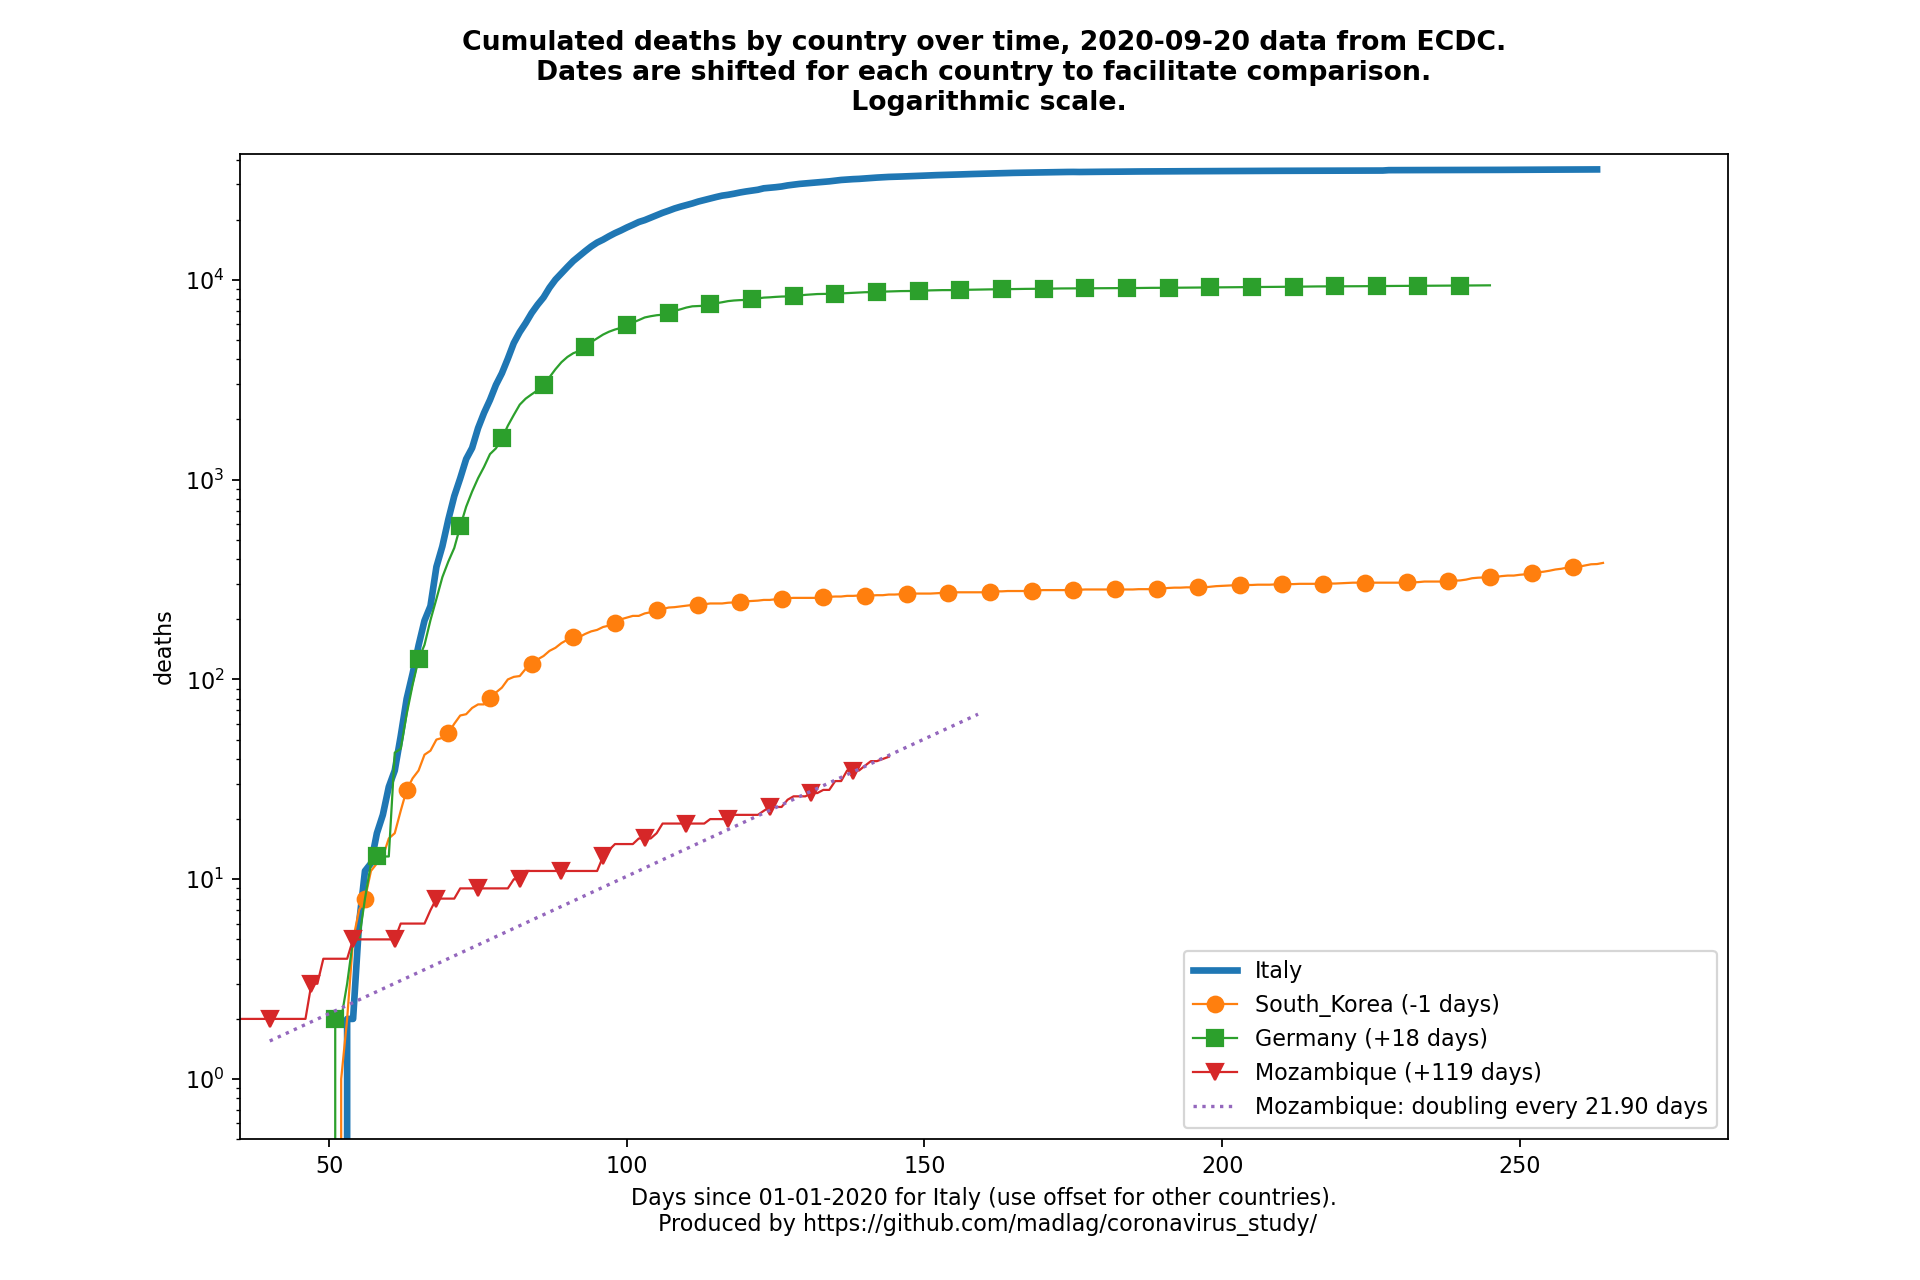 Cumulated deaths by country over time, 2020-09-20 data from ECDC.
Dates are shifted for each country to facilitate comparison.
Logarithmic scale.
10⁴
10³
10²
10¹
10⁰
deaths
Italy
South_Korea (-1 days)
Germany (+18 days)
Mozambique (+119 days)
Mozambique: doubling every 21.90 days
50 100 150 200 250
Days since 01-01-2020 for Italy (use offset for other countries).
Produced by https://github.com/madlag/coronavirus_study/